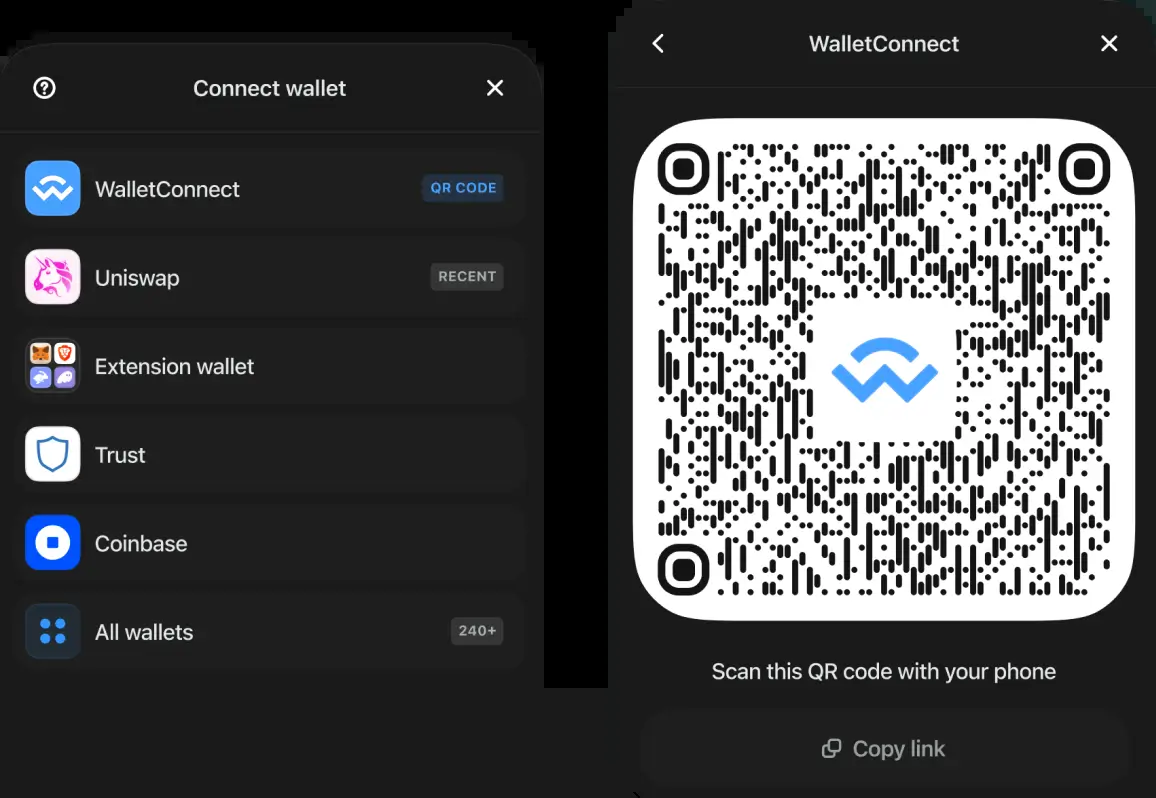 Connect wallet
WalletConnect QR CODE
Uniswap RECENT
Extension wallet
Trust
Coinbase
All wallets 240+
WalletConnect
Scan this QR code with your phone
Copy link